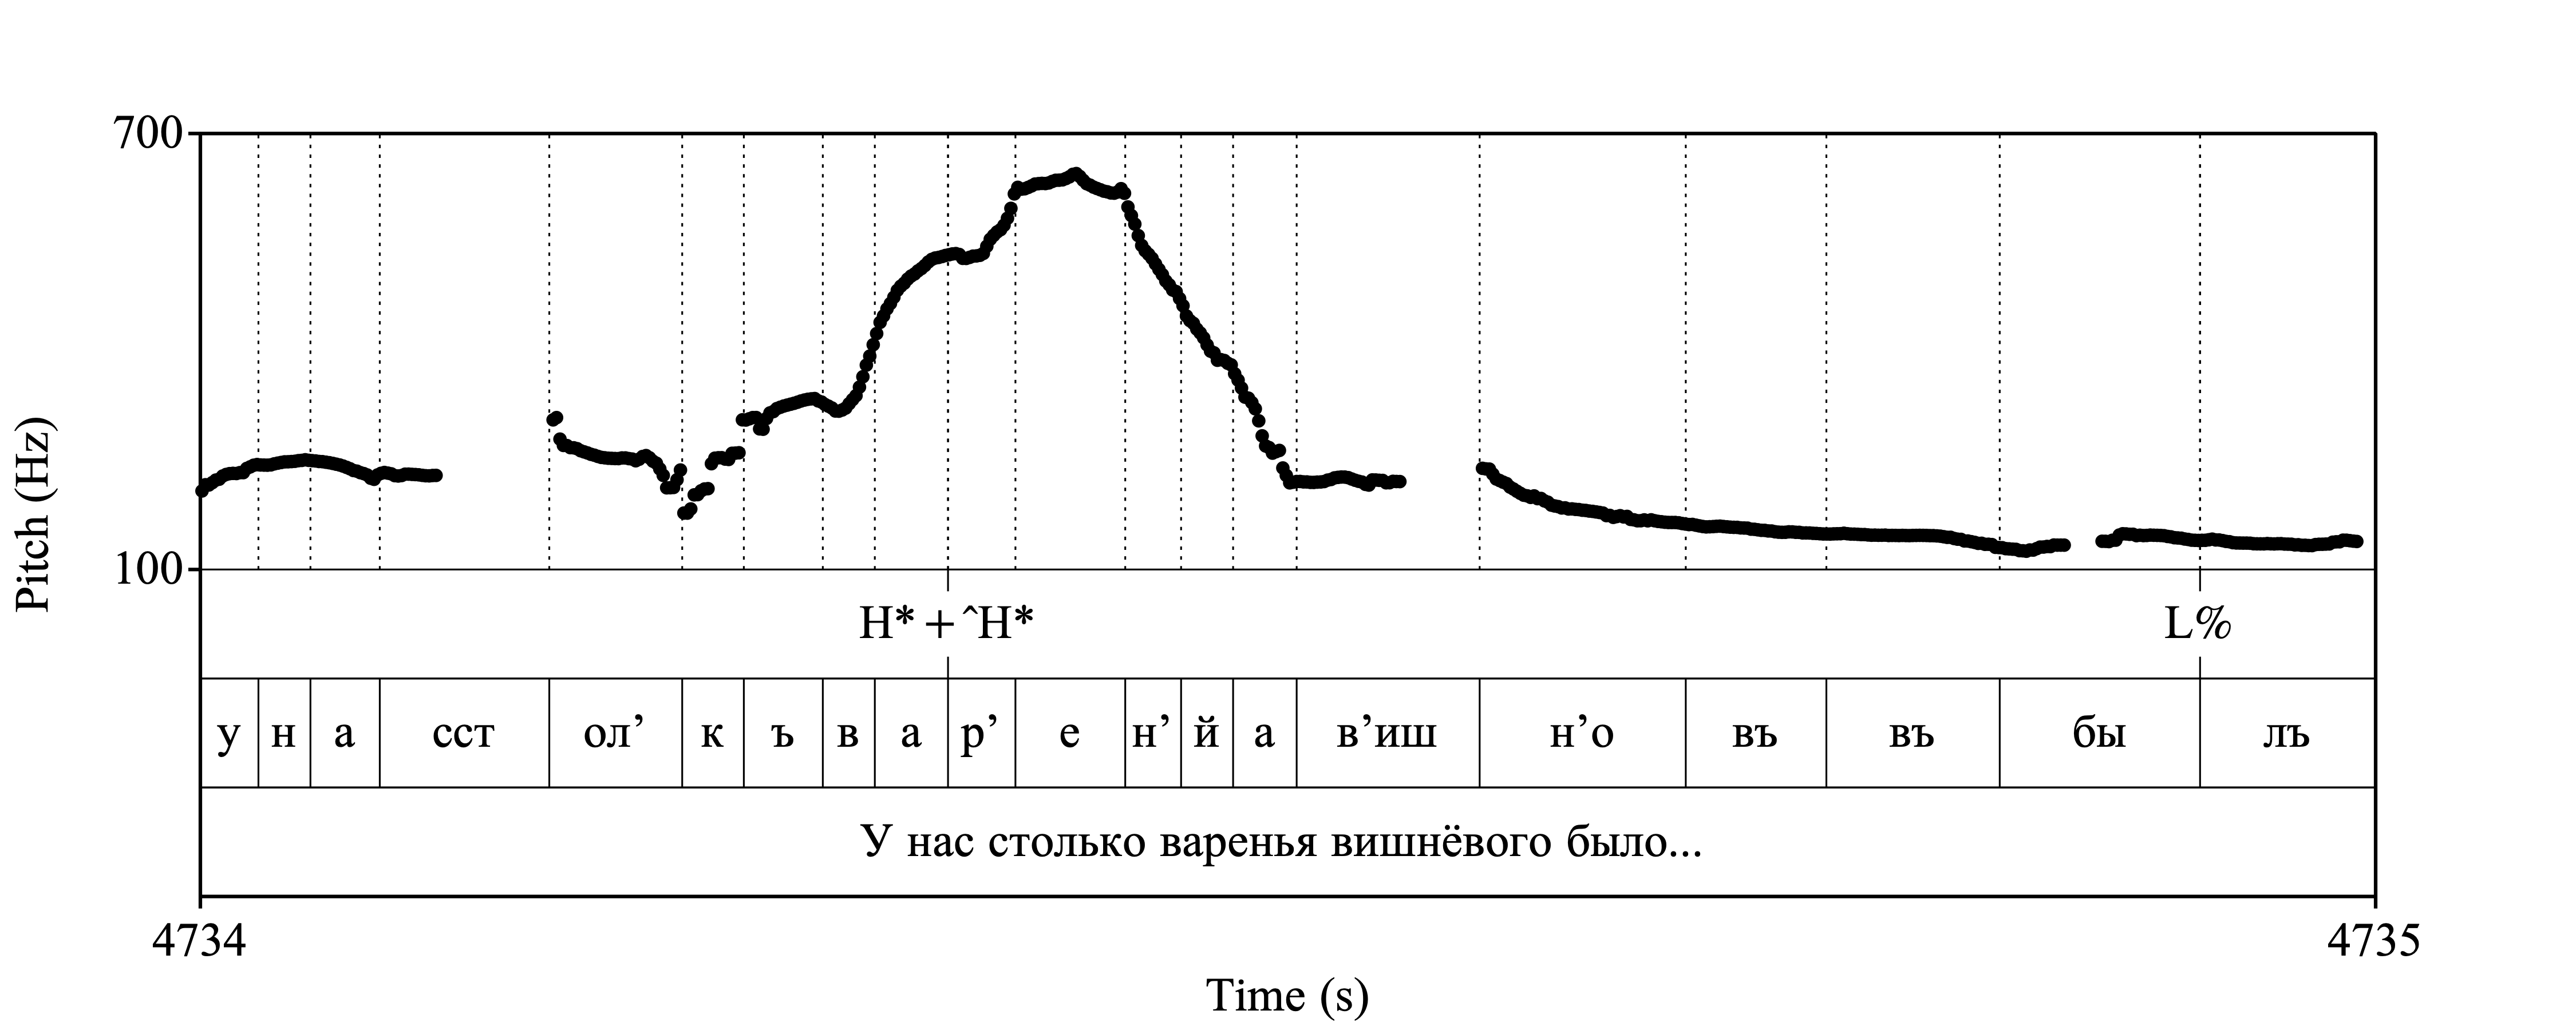 700
Pitch (Hz)
100
H* + ˆH* L%
у н а сст ол’ к ъ в а р’ е н’ й а в’иш н’о въ въ бы лъ
У нас столько варенья вишнёвого было...
4734 4735
Time (s)